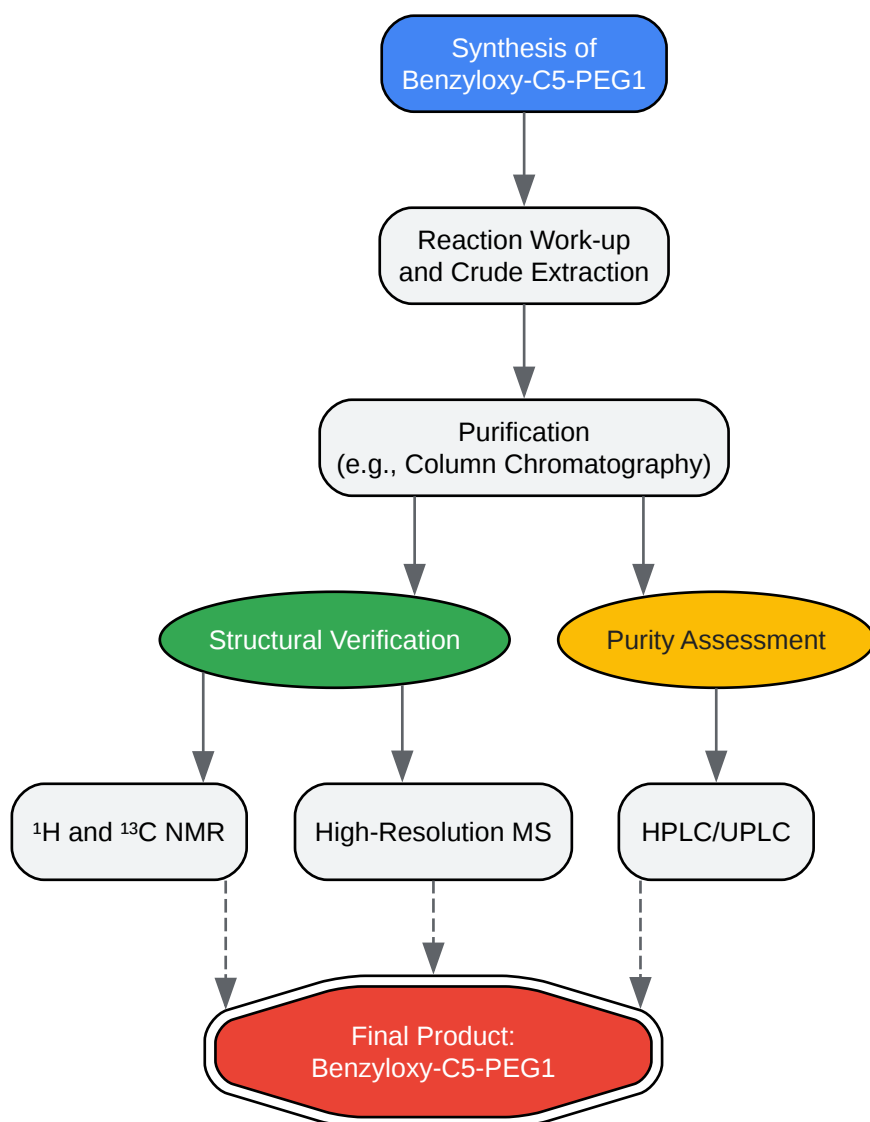 Synthesis of
Benzyloxy-C5-PEG1
Reaction Work-up
and Crude Extraction
Purification
(e.g., Column Chromatography)
Structural Verification
Purity Assessment
¹H and ¹³C NMR
High-Resolution MS
HPLC/UPLC
Final Product:
Benzyloxy-C5-PEG1